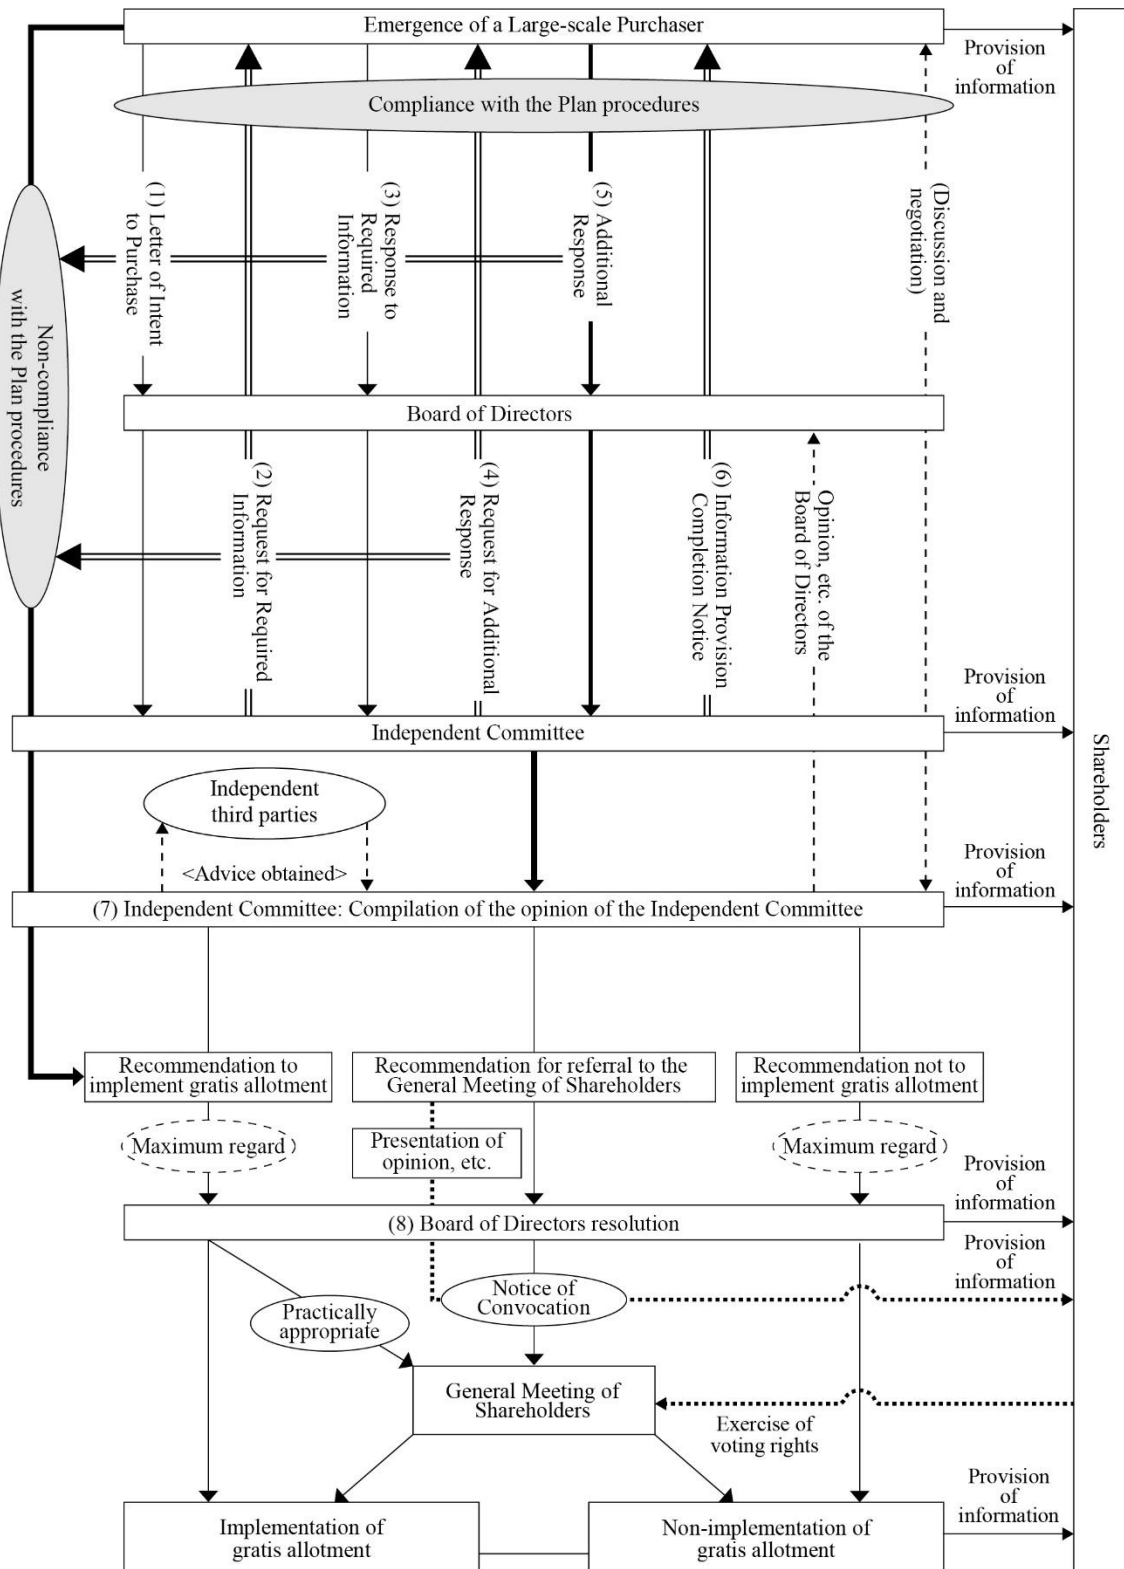 Emergence of a Large-scale Purchaser
Provision
of
information
Compliance with the Plan procedures
(1) Letter of Intent
to Purchase
(3) Response to
Required
Information
(5) Additional
Response
(Discussion and
negotiation)
Non-compliance
with the Plan procedures
Shareholders
Board of Directors
(2) Request for Required
Information
(4) Request for Additional
Response
(6) Information Provision
Completion Notice
Opinion, etc. of the
Board of Directors
Independent Committee
Provision
of
information
Independent
third parties
<Advice obtained>
Provision
of
information
(7) Independent Committee: Compilation of the opinion of the Independent Committee
Recommendation to
implement gratis allotment
Recommendation for referral to the
General Meeting of Shareholders
Recommendation not to
implement gratis allotment
Maximum regard
Presentation of
opinion, etc.
Maximum regard
Provision
of
information
(8) Board of Directors resolution
Provision
of
information
Notice of
Convocation
Practically
appropriate
General Meeting of
Shareholders
Exercise of
voting rights
Provision
of
information
Implementation of
gratis allotment
Non-implementation of
gratis allotment